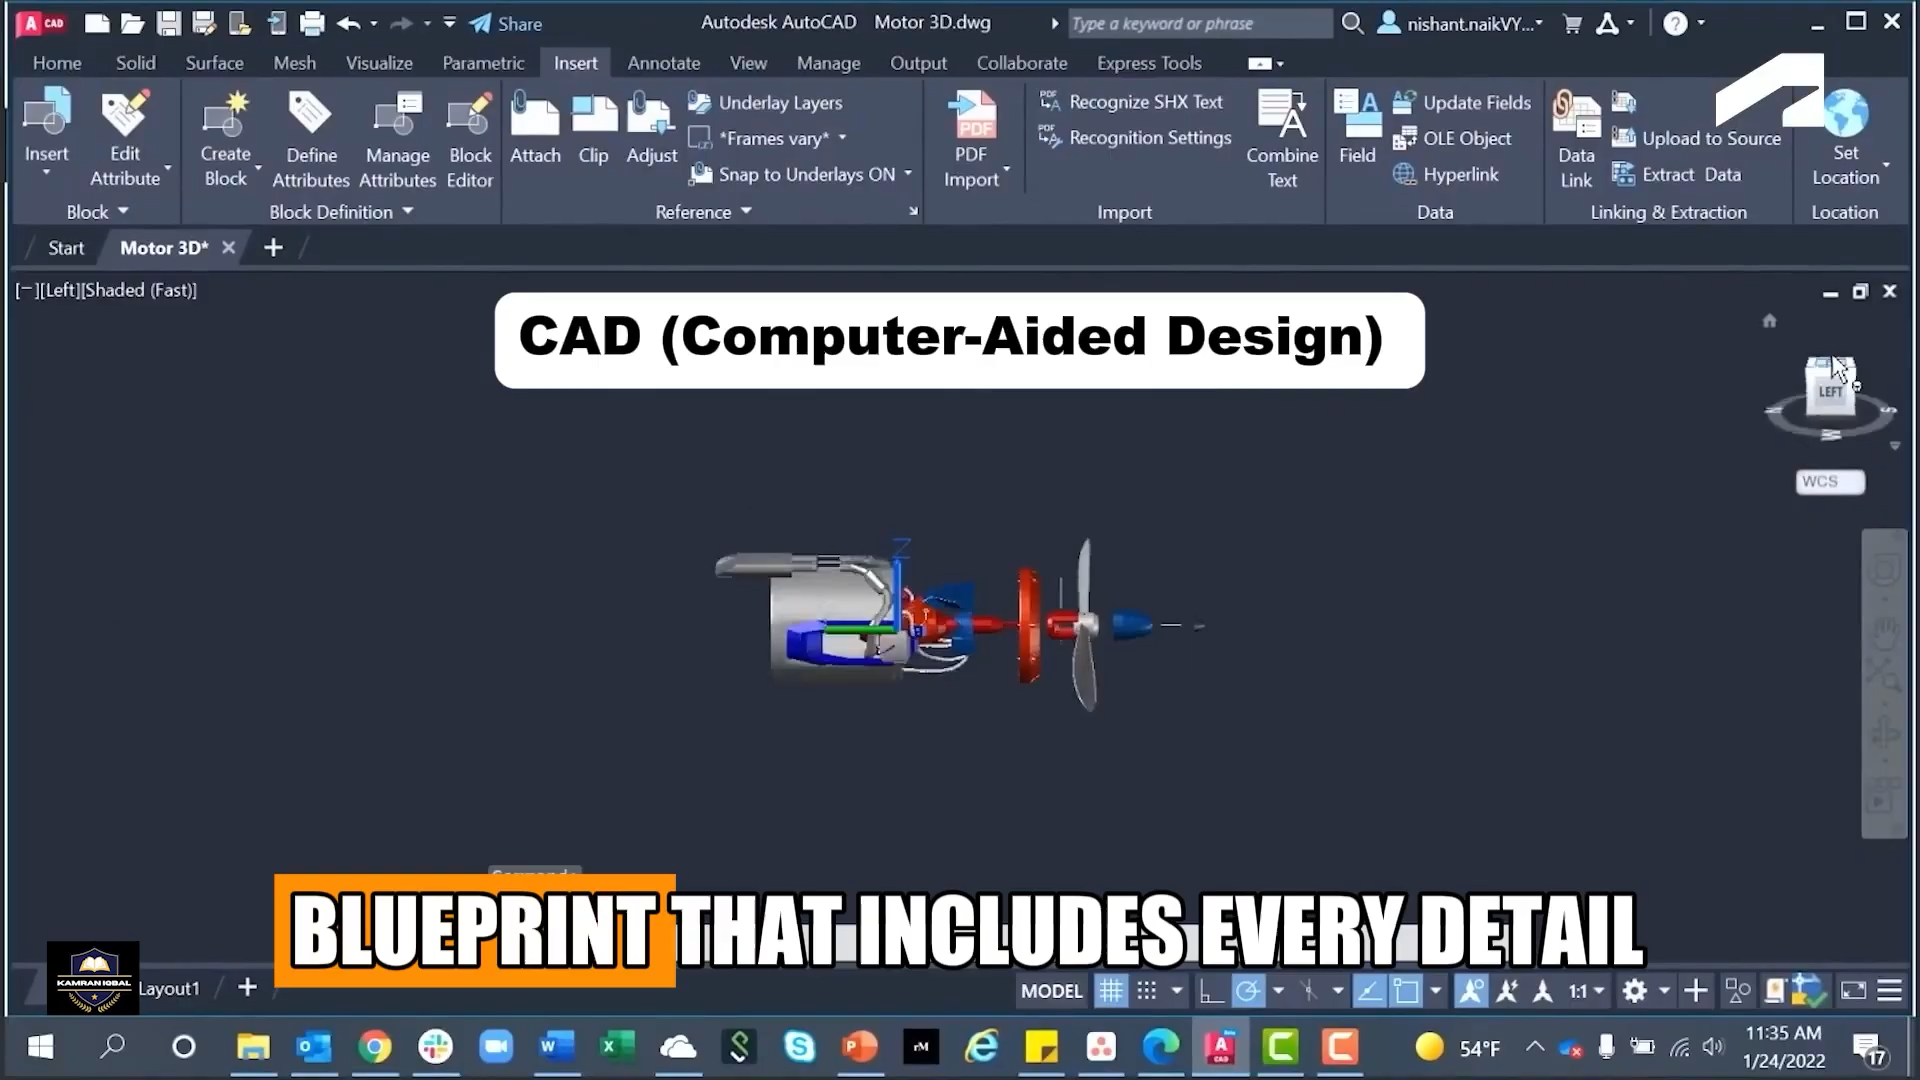 A CAD
Share
Autodesk AutoCAD Motor 3D.dwg
Type a keyword or phrase
nishant.naikVY...
Home Solid Surface Mesh Visualize Parametric Insert Annotate View Manage Output Collaborate Express Tools
Insert
Edit
Attribute
Block
Create
Block
Define
Attributes
Manage
Attributes
Block
Editor
Block Definition
Attach
Clip
Adjust
Underlay Layers
*Frames vary*
Snap to Underlays ON
Reference
PDF
PDF
Import
Recognize SHX Text
Recognition Settings
Combine
Text
Import
Field
Update Fields
OLE Object
Hyperlink
Data
Data
Link
Upload to Source
Extract Data
Linking & Extraction
Set
Location
Location
Start
Motor 3D*
[−][Left][Shaded (Fast)]
CAD (Computer-Aided Design)
LEFT
W
WCS
Z
BLUEPRINT THAT INCLUDES EVERY DETAIL
KAMRAN IQBAL
Layout1
MODEL
1:1
54°F
11:35 AM
1/24/2022
17